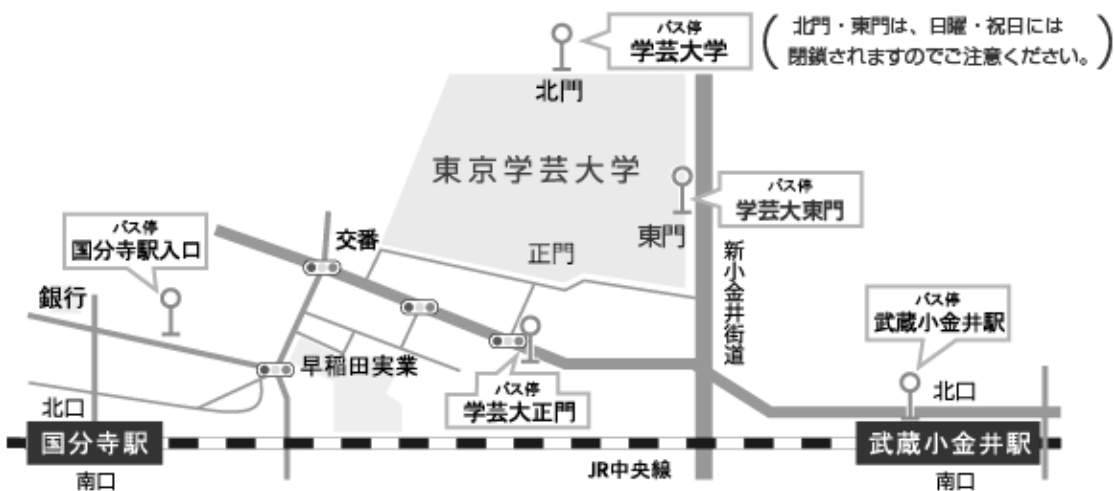 バス停
学芸大学
北門・東門は、日曜・祝日には
閉鎖されますのでご注意ください。
北門
東京学芸大学
バス停
学芸大東門
東門
正門
新小金井街道
交番
バス停
国分寺駅入口
銀行
早稲田実業
バス停
学芸大正門
バス停
武蔵小金井駅
北口
国分寺駅
南口
JR中央線
北口
武蔵小金井駅
南口